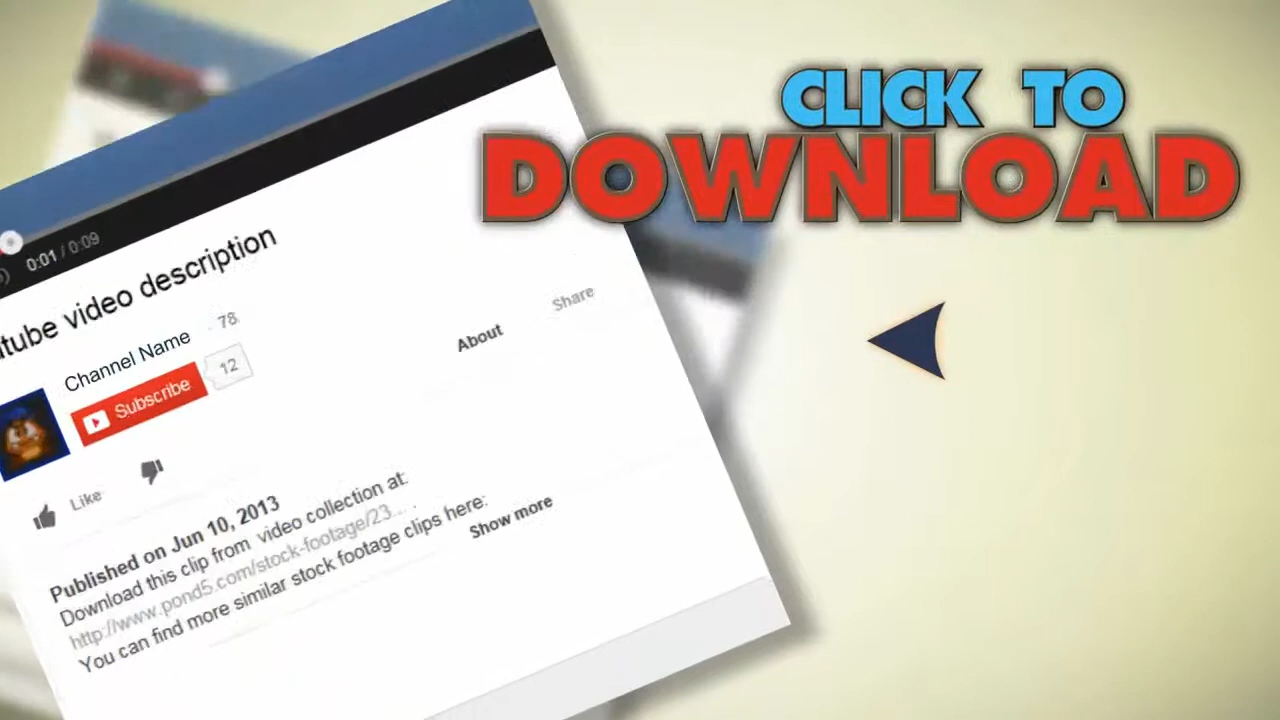 CLICK TO
DOWNLOAD
0:01 / 0:09
tube video description
Channel Name
78
Subscribe
12
About
Share
Like
Published on Jun 10, 2013
Download this clip from video collection at:
http://www.pond5.com/stock-footage/23...
You can find more similar stock footage clips here:
Show more